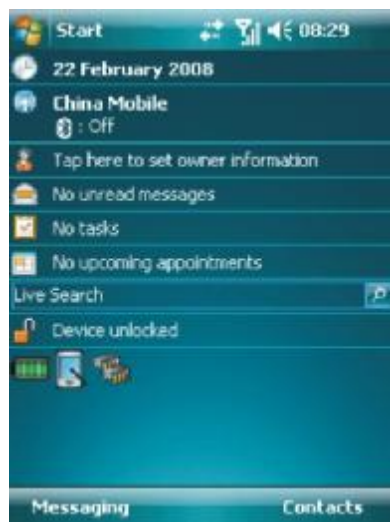 Start 08:29
22 February 2008
China Mobile
: Off
Tap here to set owner information
No unread messages
No tasks
No upcoming appointments
Live Search
Device unlocked
Messaging Contacts